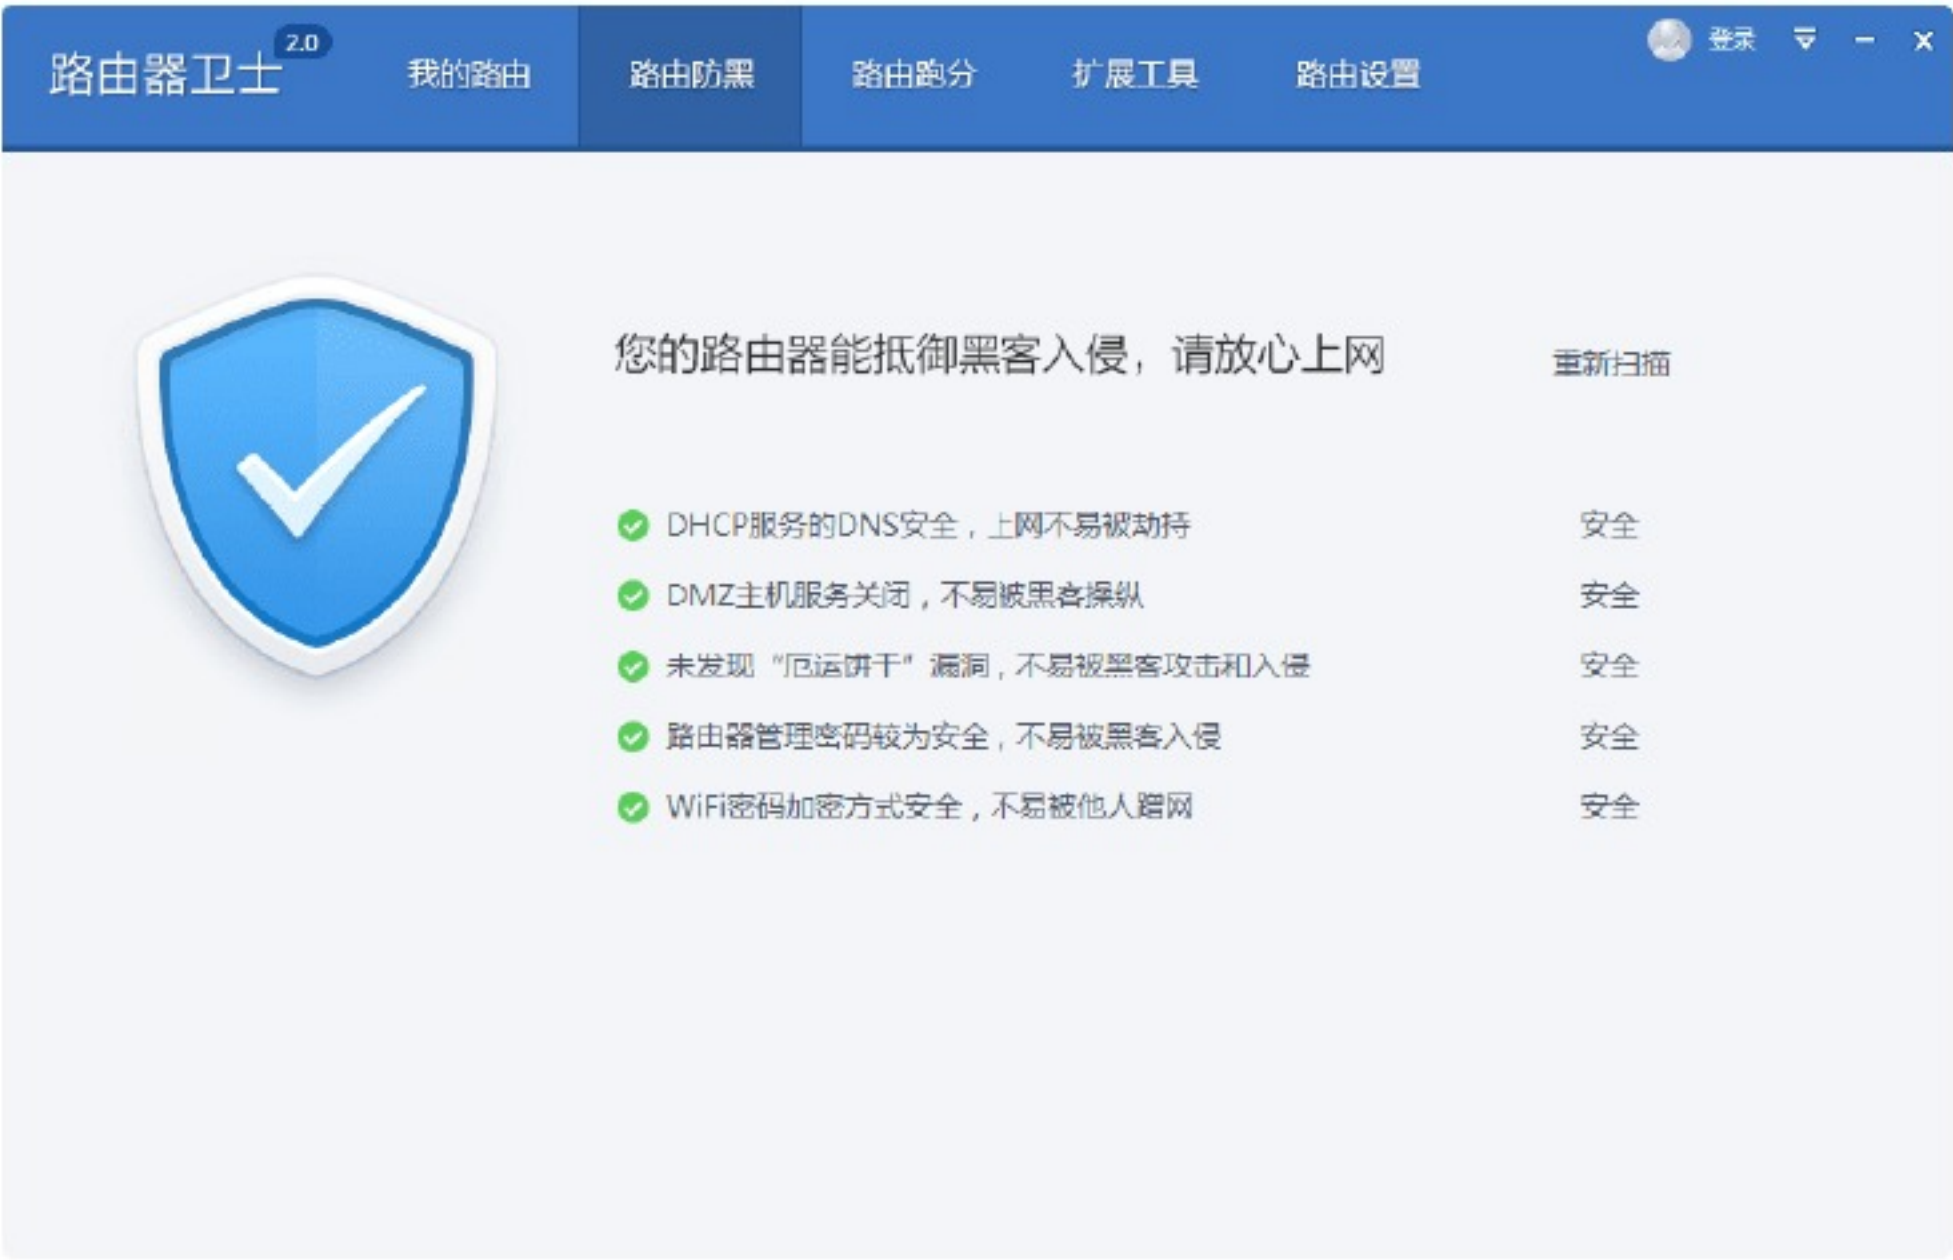 路由器卫士 2.0 我的路由 路由防黑 路由跑分 扩展工具 路由设置 登录
您的路由器能抵御黑客入侵，请放心上网 重新扫描
DHCP服务的DNS安全，上网不易被劫持 安全
DMZ主机服务关闭，不易被黑客操纵 安全
未发现“厄运饼干”漏洞，不易被黑客攻击和入侵 安全
路由器管理密码较为安全，不易被黑客入侵 安全
WiFi密码加密方式安全，不易被他人蹭网 安全